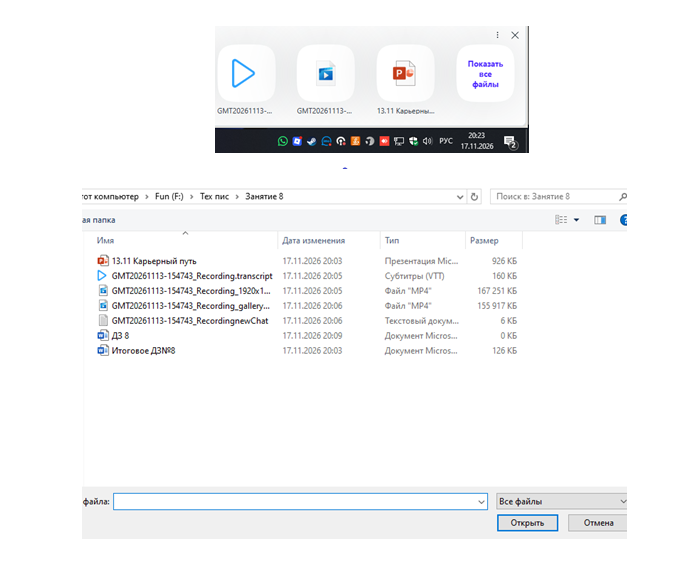 Показать
все
файлы
GMT20261113-...
GMT20261113-...
13.11 Карьерны...
РУС
20:23
17.11.2026
2
тот компьютер > Fun (F:) > Тех пис > Занятие 8
Поиск в: Занятие 8
ая папка
Имя Дата изменения Тип Размер
13.11 Карьерный путь 17.11.2026 20:03 Презентация Mic... 926 КБ
GMT20261113-154743_Recording.transcript 17.11.2026 20:05 Субтитры (VTT) 160 КБ
GMT20261113-154743_Recording_1920x1... 17.11.2026 20:05 Файл "MP4" 167 251 КБ
GMT20261113-154743_Recording_gallery... 17.11.2026 20:06 Файл "MP4" 155 917 КБ
GMT20261113-154743_RecordingnewChat 17.11.2026 20:06 Текстовый докум... 6 КБ
ДЗ 8 17.11.2026 20:09 Документ Micros... 0 КБ
Итоговое ДЗ№8 17.11.2026 20:03 Документ Micros... 126 КБ
файла:
Все файлы
Открыть Отмена